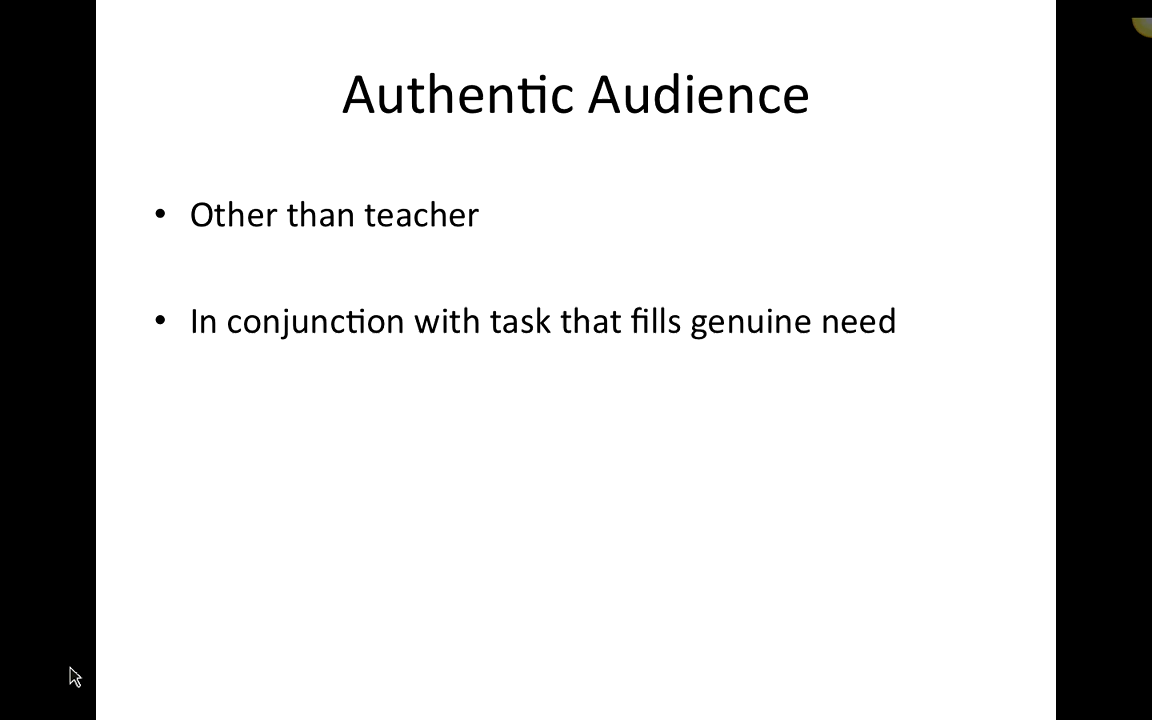 Authentic Audience
• Other than teacher
• In conjunction with task that fills genuine need